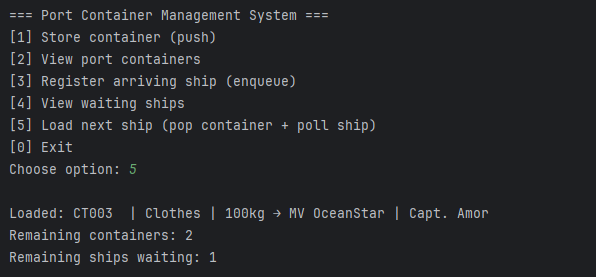 === Port Container Management System ===
[1] Store container (push)
[2] View port containers
[3] Register arriving ship (enqueue)
[4] View waiting ships
[5] Load next ship (pop container + poll ship)
[0] Exit
Choose option: 5
Loaded: CT003  | Clothes | 100kg → MV OceanStar | Capt. Amor
Remaining containers: 2
Remaining ships waiting: 1